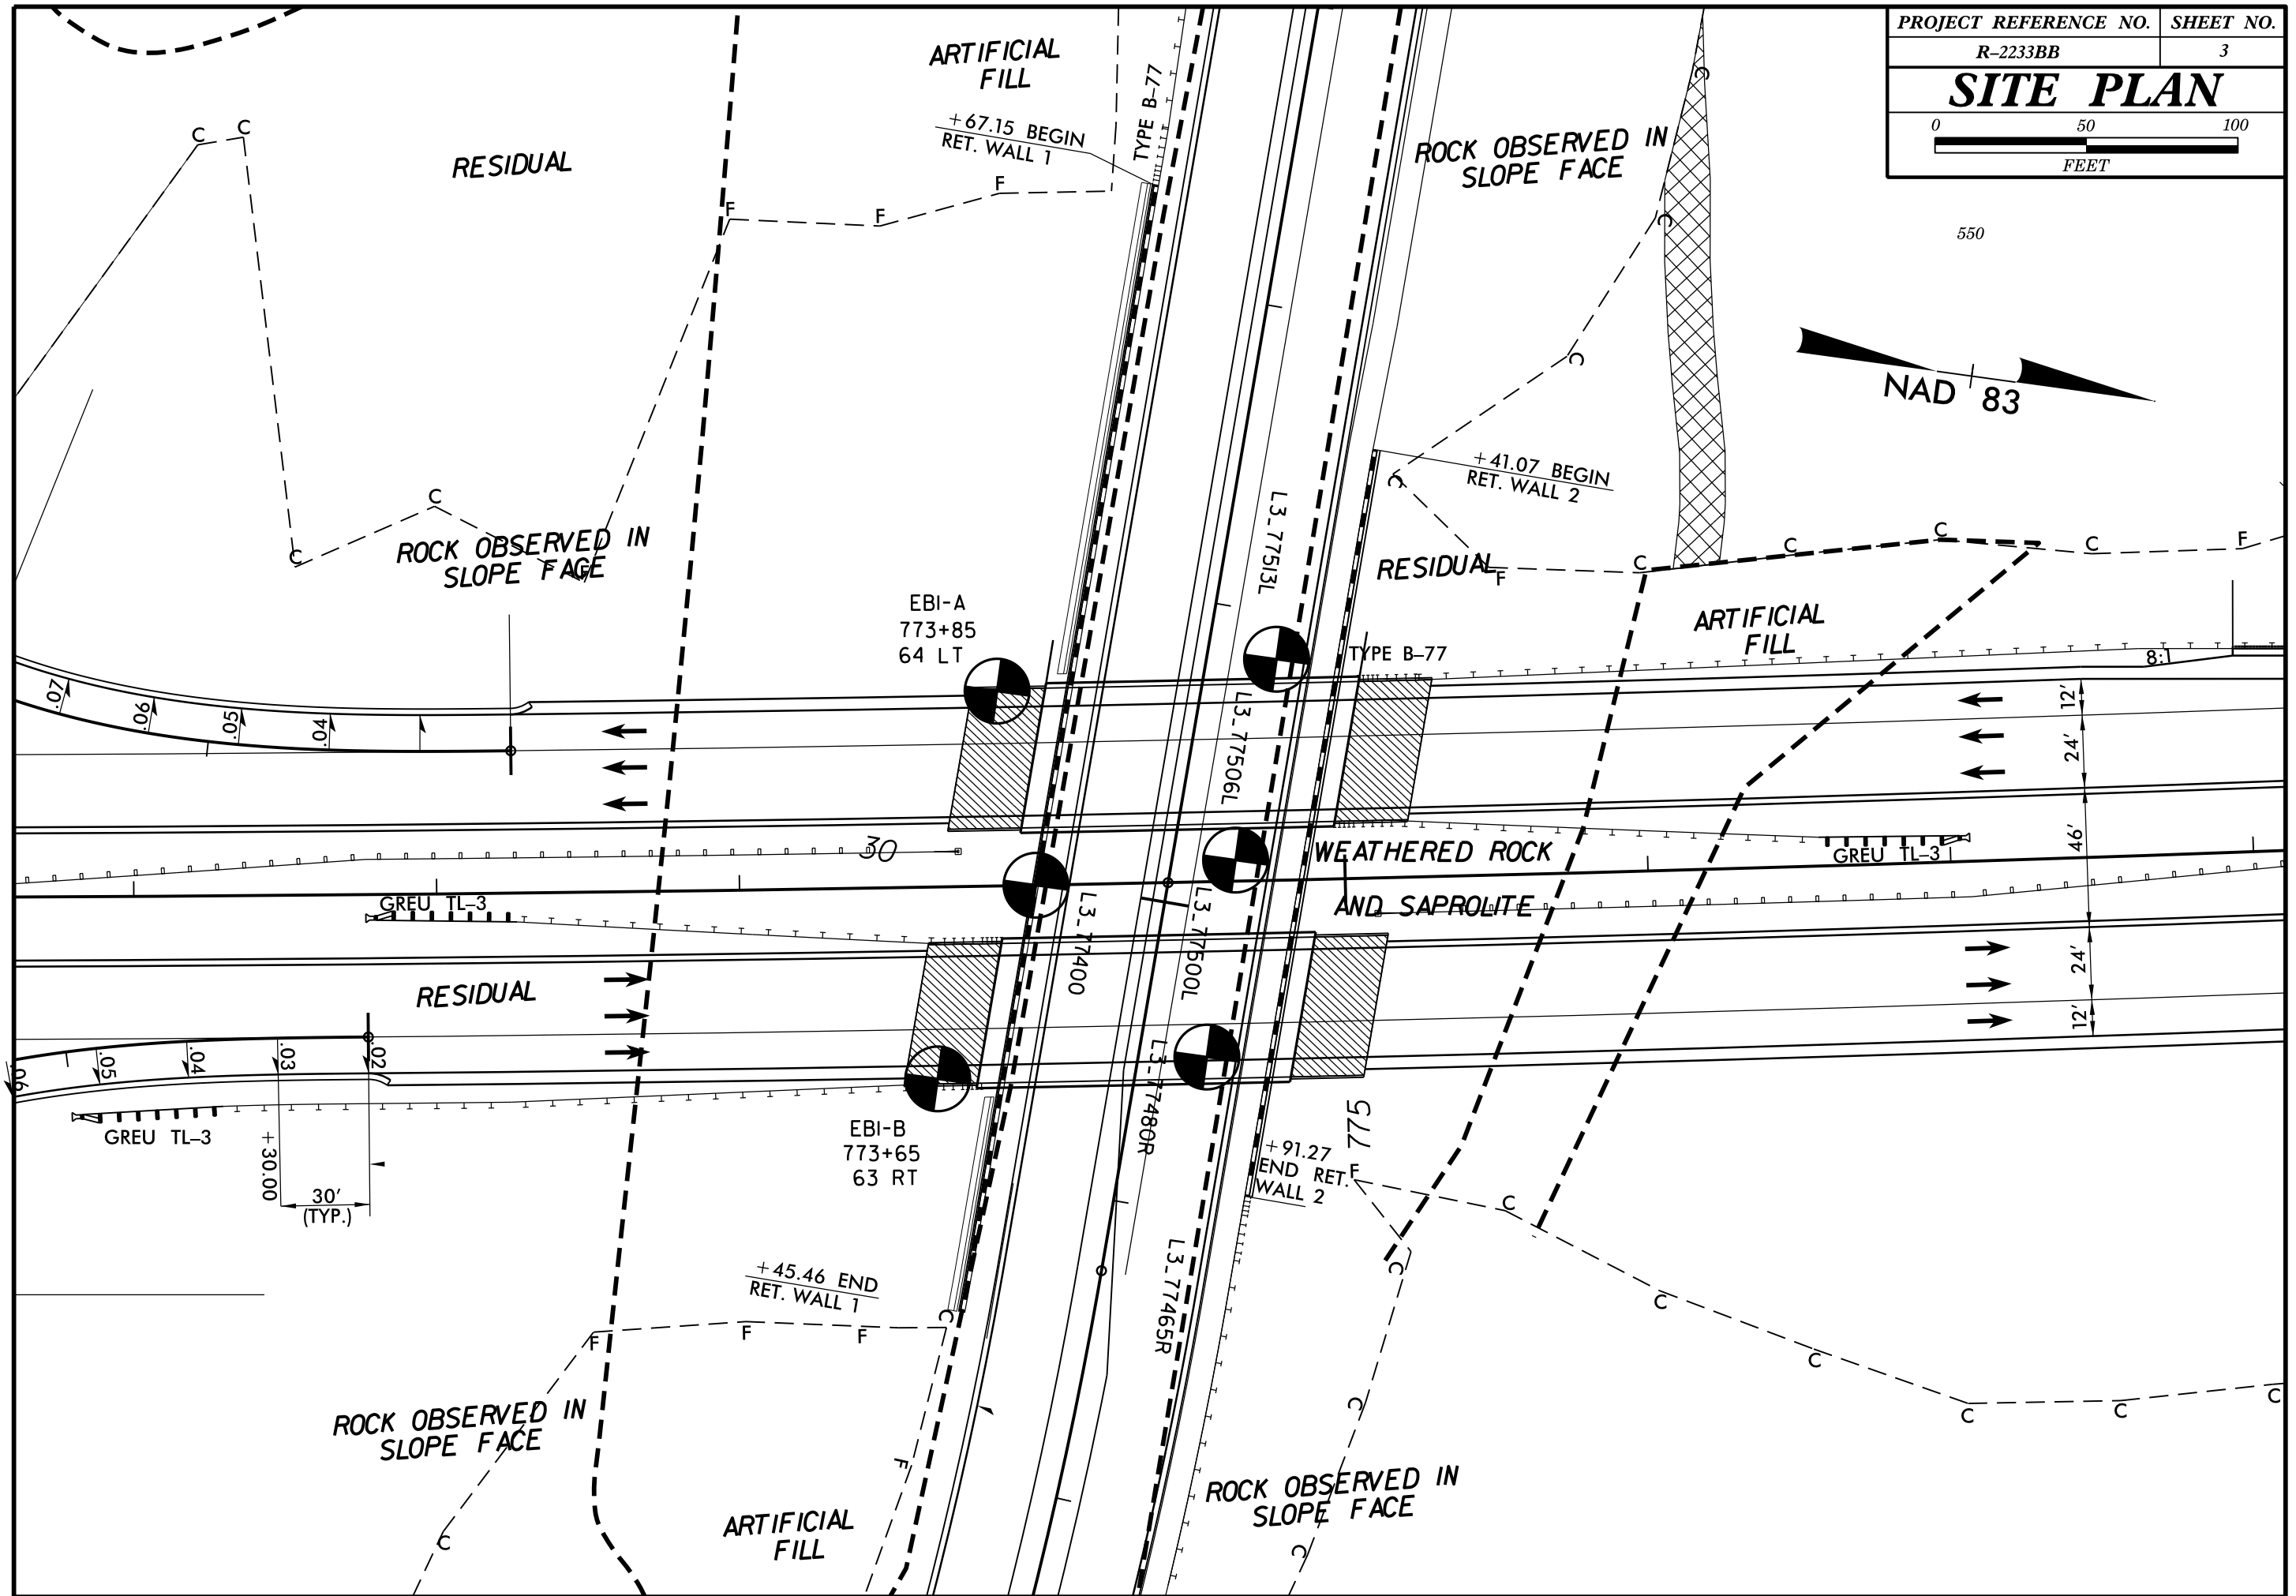 PROJECT REFERENCE NO. SHEET NO.
R-2233BB 3
SITE PLAN
0 50 100
FEET
550
NAD 83
ARTIFICIAL
FILL
TYPE B-77
+67.15 BEGIN
RET. WALL 1
ROCK OBSERVED IN
SLOPE FACE
C C
RESIDUAL
F F F
C
C
C
C
+41.07 BEGIN
RET. WALL 2
C
C
F
ROCK OBSERVED IN
SLOPE FACE
L3_77513L
RESIDUAL
F
C
C
C
C
C
F
ARTIFICIAL
FILL
EB1-A
773+85
64 LT
TYPE B-77
8:1
.07
.06
.05
.04
L3_77506L
12'
24'
46'
24'
12'
30
WEATHERED ROCK
AND SAPROLITE
GREU TL-3
GREU TL-3
L3_77400
L3_77500L
RESIDUAL
.06
.05
.04
.03
.02
GREU TL-3
+30.00
30'
(TYP.)
EB1-B
773+65
63 RT
L3_77480R
775
+91.27
END RET.
WALL 2
F
C
C
C
C
C
C
C
+45.46 END
RET. WALL 1
C
F
F
F
L3_77465R
C
ROCK OBSERVED IN
SLOPE FACE
F
C
ARTIFICIAL
FILL
ROCK OBSERVED IN
SLOPE FACE
C